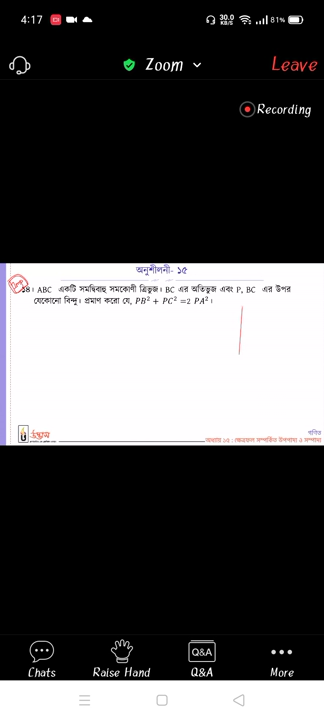 4:17
30.0
KB/S
81%
Zoom
Leave
Recording
অনুশীলনী- ১৫
১৪। ABC একটি সমদ্বিবাহু সমকোণী ত্রিভুজ। BC এর অতিভুজ এবং P, BC এর উপর
যেকোনো বিন্দু। প্রমাণ করো যে, PB² + PC² =2 PA²।
উদ্ভাস
গণিত
অধ্যায় ১৫ : ক্ষেত্রফল সম্পর্কিত উপপাদ্য ও সম্পাদ্য
Chats
Raise Hand
Q&A
Q&A
More